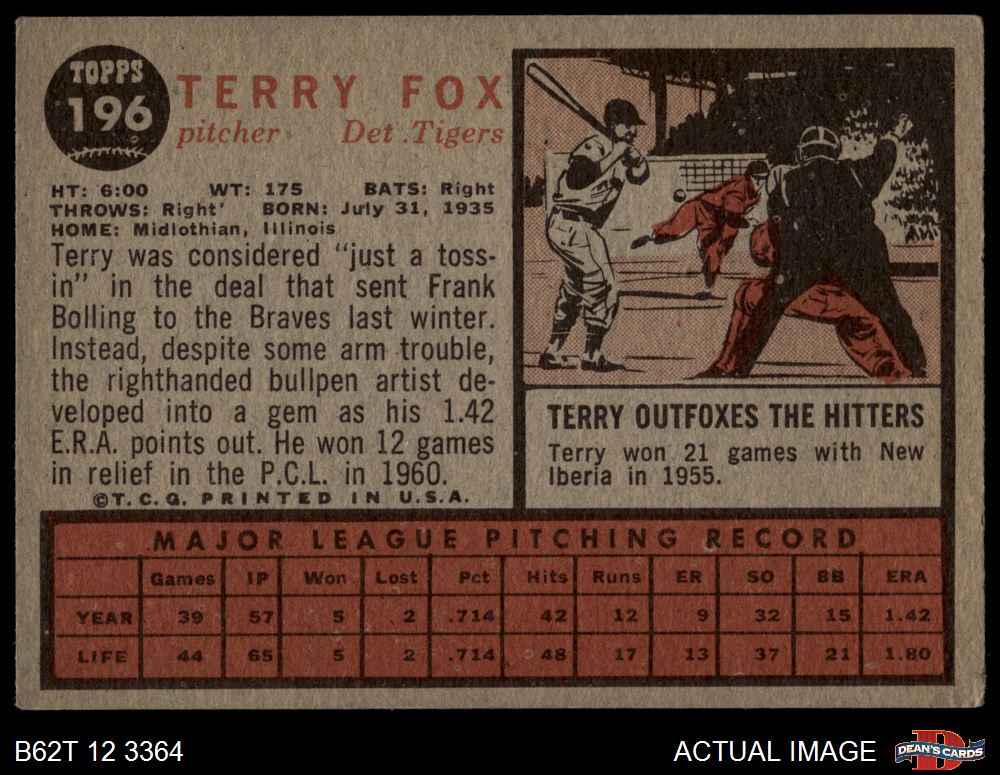 TOPPS
196
TERRY FOX
pitcher Det. Tigers
HT: 6:00 WT: 175 BATS: Right
THROWS: Right BORN: July 31, 1935
HOME: Midlothian, Illinois
Terry was considered "just a toss-
in" in the deal that sent Frank
Bolling to the Braves last winter.
Instead, despite some arm trouble,
the righthanded bullpen artist de-
veloped into a gem as his 1.42
E.R.A. points out. He won 12 games
in relief in the P.C.L. in 1960.
©T.C.G. PRINTED IN U.S.A.
TERRY OUTFOXES THE HITTERS
Terry won 21 games with New
Iberia in 1955.
MAJOR LEAGUE PITCHING RECORD
Games IP Won Lost Pct Hits Runs ER SO BB ERA
YEAR 39 57 5 2 .714 42 12 9 32 15 1.42
LIFE 44 65 5 2 .714 48 17 13 37 21 1.80
B62T 12 3364
ACTUAL IMAGE
D
DEAN'S CARDS